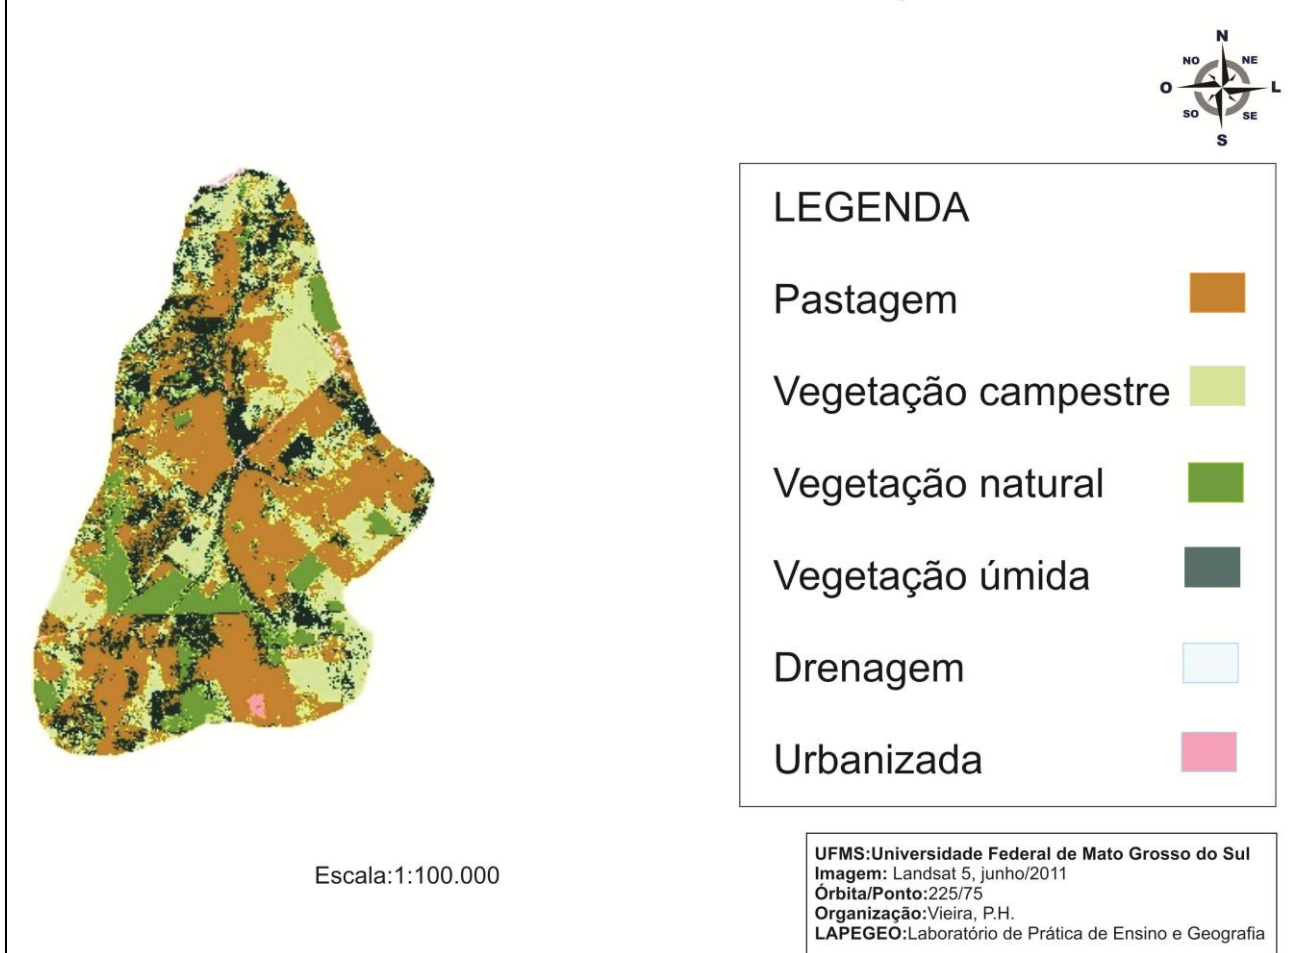 N
NO NE
O L
SO SE
S
LEGENDA
Pastagem
Vegetação campestre
Vegetação natural
Vegetação úmida
Drenagem
Urbanizada
Escala:1:100.000
UFMS:Universidade Federal de Mato Grosso do Sul
Imagem: Landsat 5, junho/2011
Órbita/Ponto:225/75
Organização:Vieira, P.H.
LAPEGEO:Laboratório de Prática de Ensino e Geografia